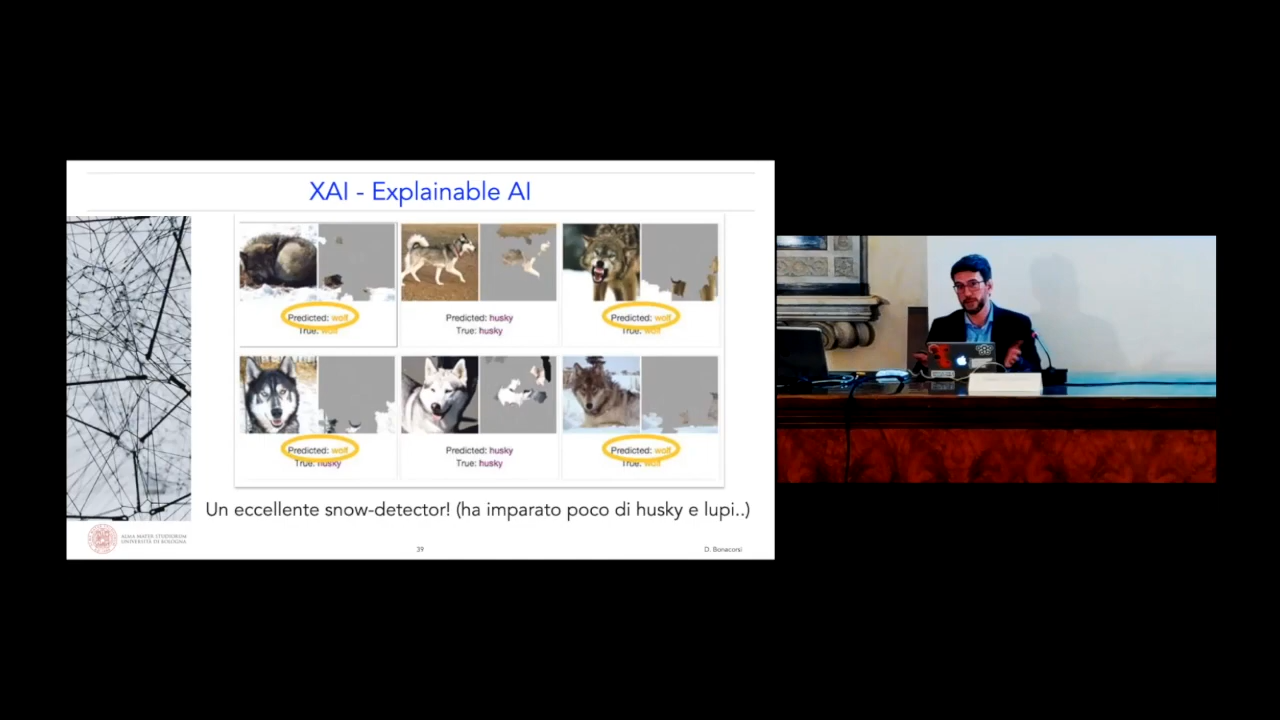 XAI - Explainable AI
Predicted: wolf
True: wolf
Predicted: husky
True: husky
Predicted: wolf
True: wolf
Predicted: wolf
True: husky
Predicted: husky
True: husky
Predicted: wolf
True: wolf
Un eccellente snow-detector! (ha imparato poco di husky e lupi..)
ALMA MATER STUDIORUM
UNIVERSITÀ DI BOLOGNA
39
D. Bonacorsi